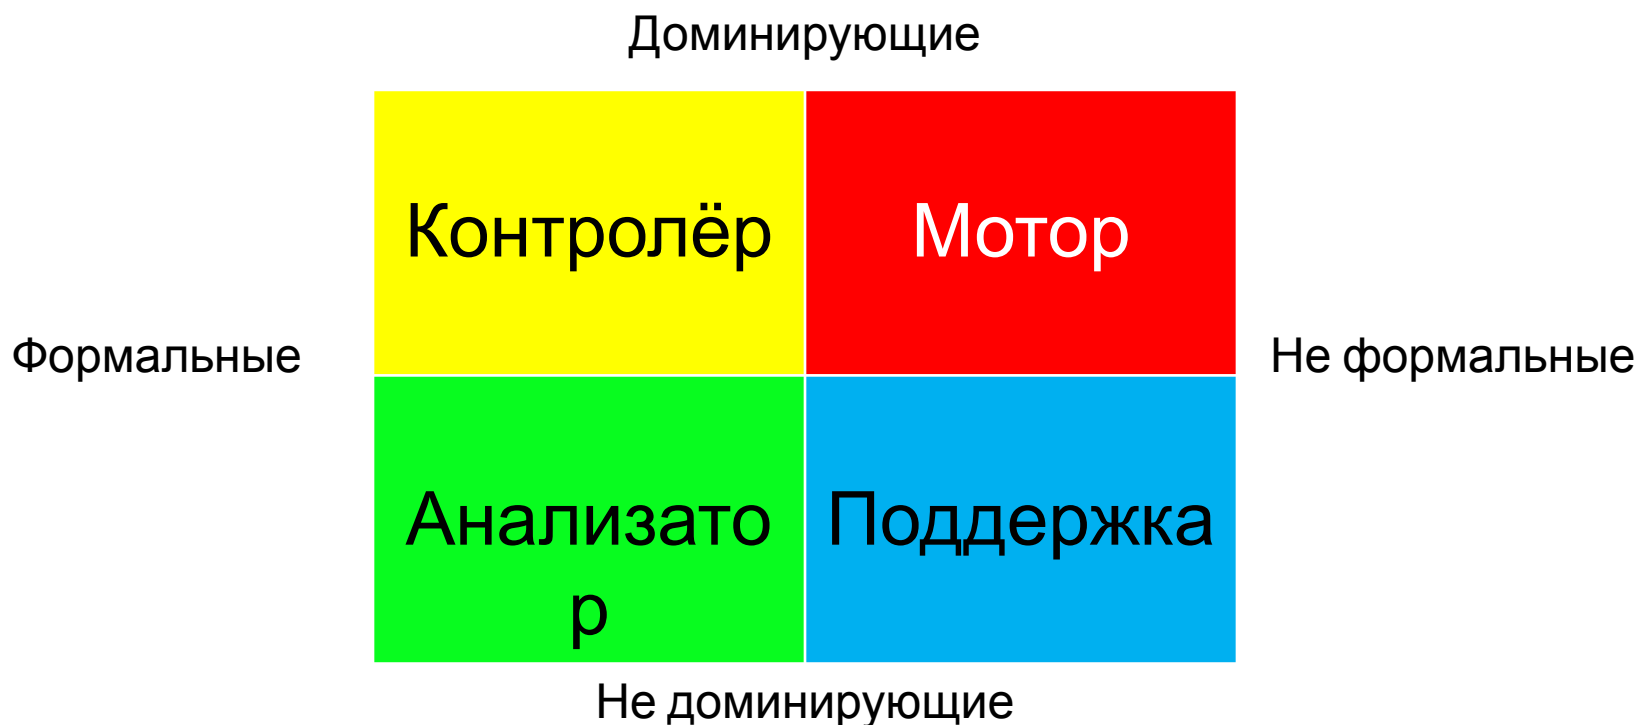 Доминирующие
Контролёр
Мотор
Формальные
Не формальные
Анализато
р
Поддержка
Не доминирующие